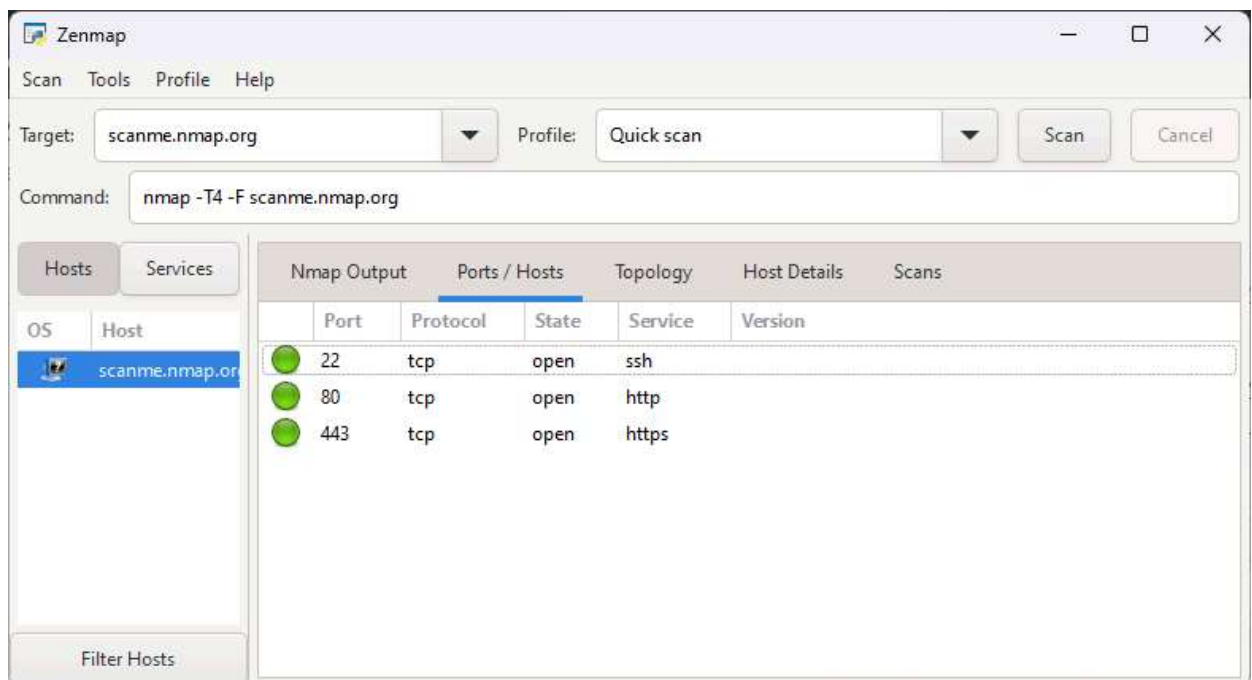 Zenmap
Scan Tools Profile Help
Target: scanme.nmap.org Profile: Quick scan Scan Cancel
Command: nmap -T4 -F scanme.nmap.org
Hosts Services Nmap Output Ports / Hosts Topology Host Details Scans
OS Host Port Protocol State Service Version
scanme.nmap.or 22 tcp open ssh
80 tcp open http
443 tcp open https
Filter Hosts